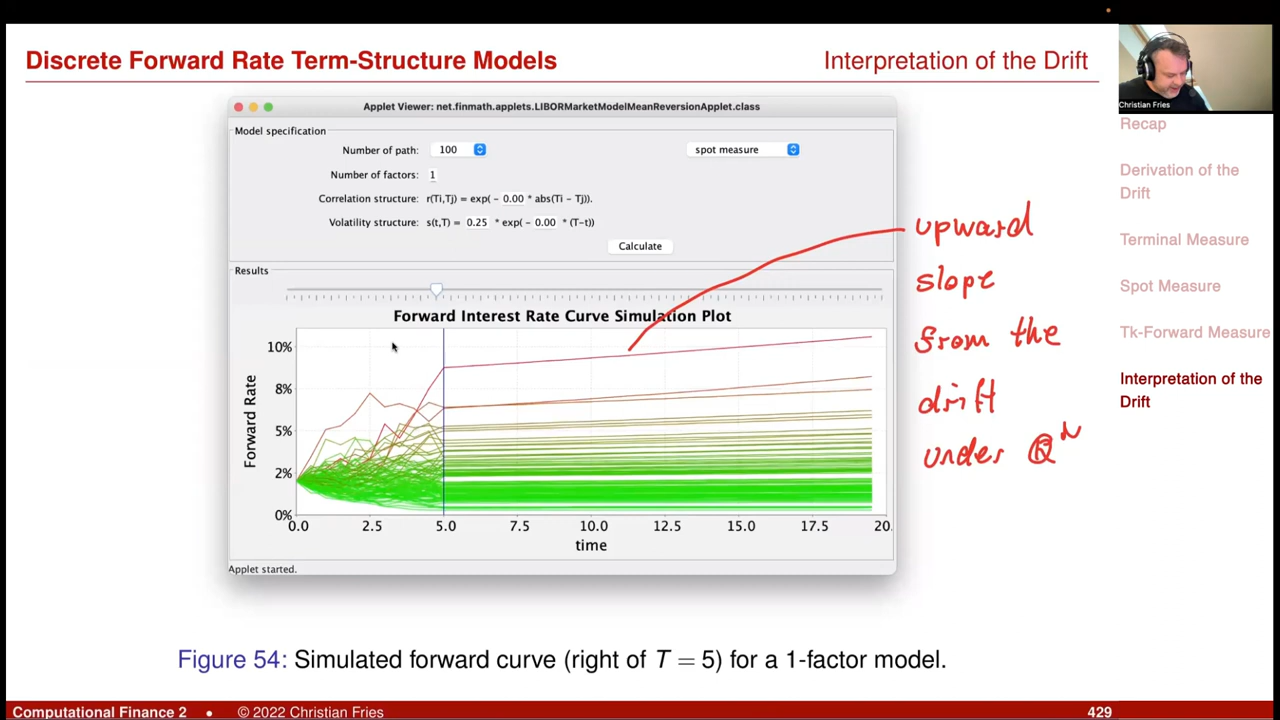 Discrete Forward Rate Term-Structure Models
Interpretation of the Drift
Christian Fries
Applet Viewer: net.finmath.applets.LIBORMarketModelMeanReversionApplet.class
Model specification
Number of path: 100
spot measure
Number of factors: 1
Correlation structure: r(Ti,Tj) = exp( - 0.00 * abs(Ti - Tj)).
Volatility structure: s(t,T) = 0.25 * exp( - 0.00 * (T-t))
Calculate
Results
Forward Interest Rate Curve Simulation Plot
10%
8%
5%
2%
0%
Forward Rate
0.0 2.5 5.0 7.5 10.0 12.5 15.0 17.5 20.
time
Applet started.
upward
slope
from the
drift
under ℚᴺ
Recap
Derivation of the
Drift
Terminal Measure
Spot Measure
Tk-Forward Measure
Interpretation of the
Drift
Figure 54: Simulated forward curve (right of T = 5) for a 1-factor model.
Computational Finance 2 • © 2022 Christian Fries
429